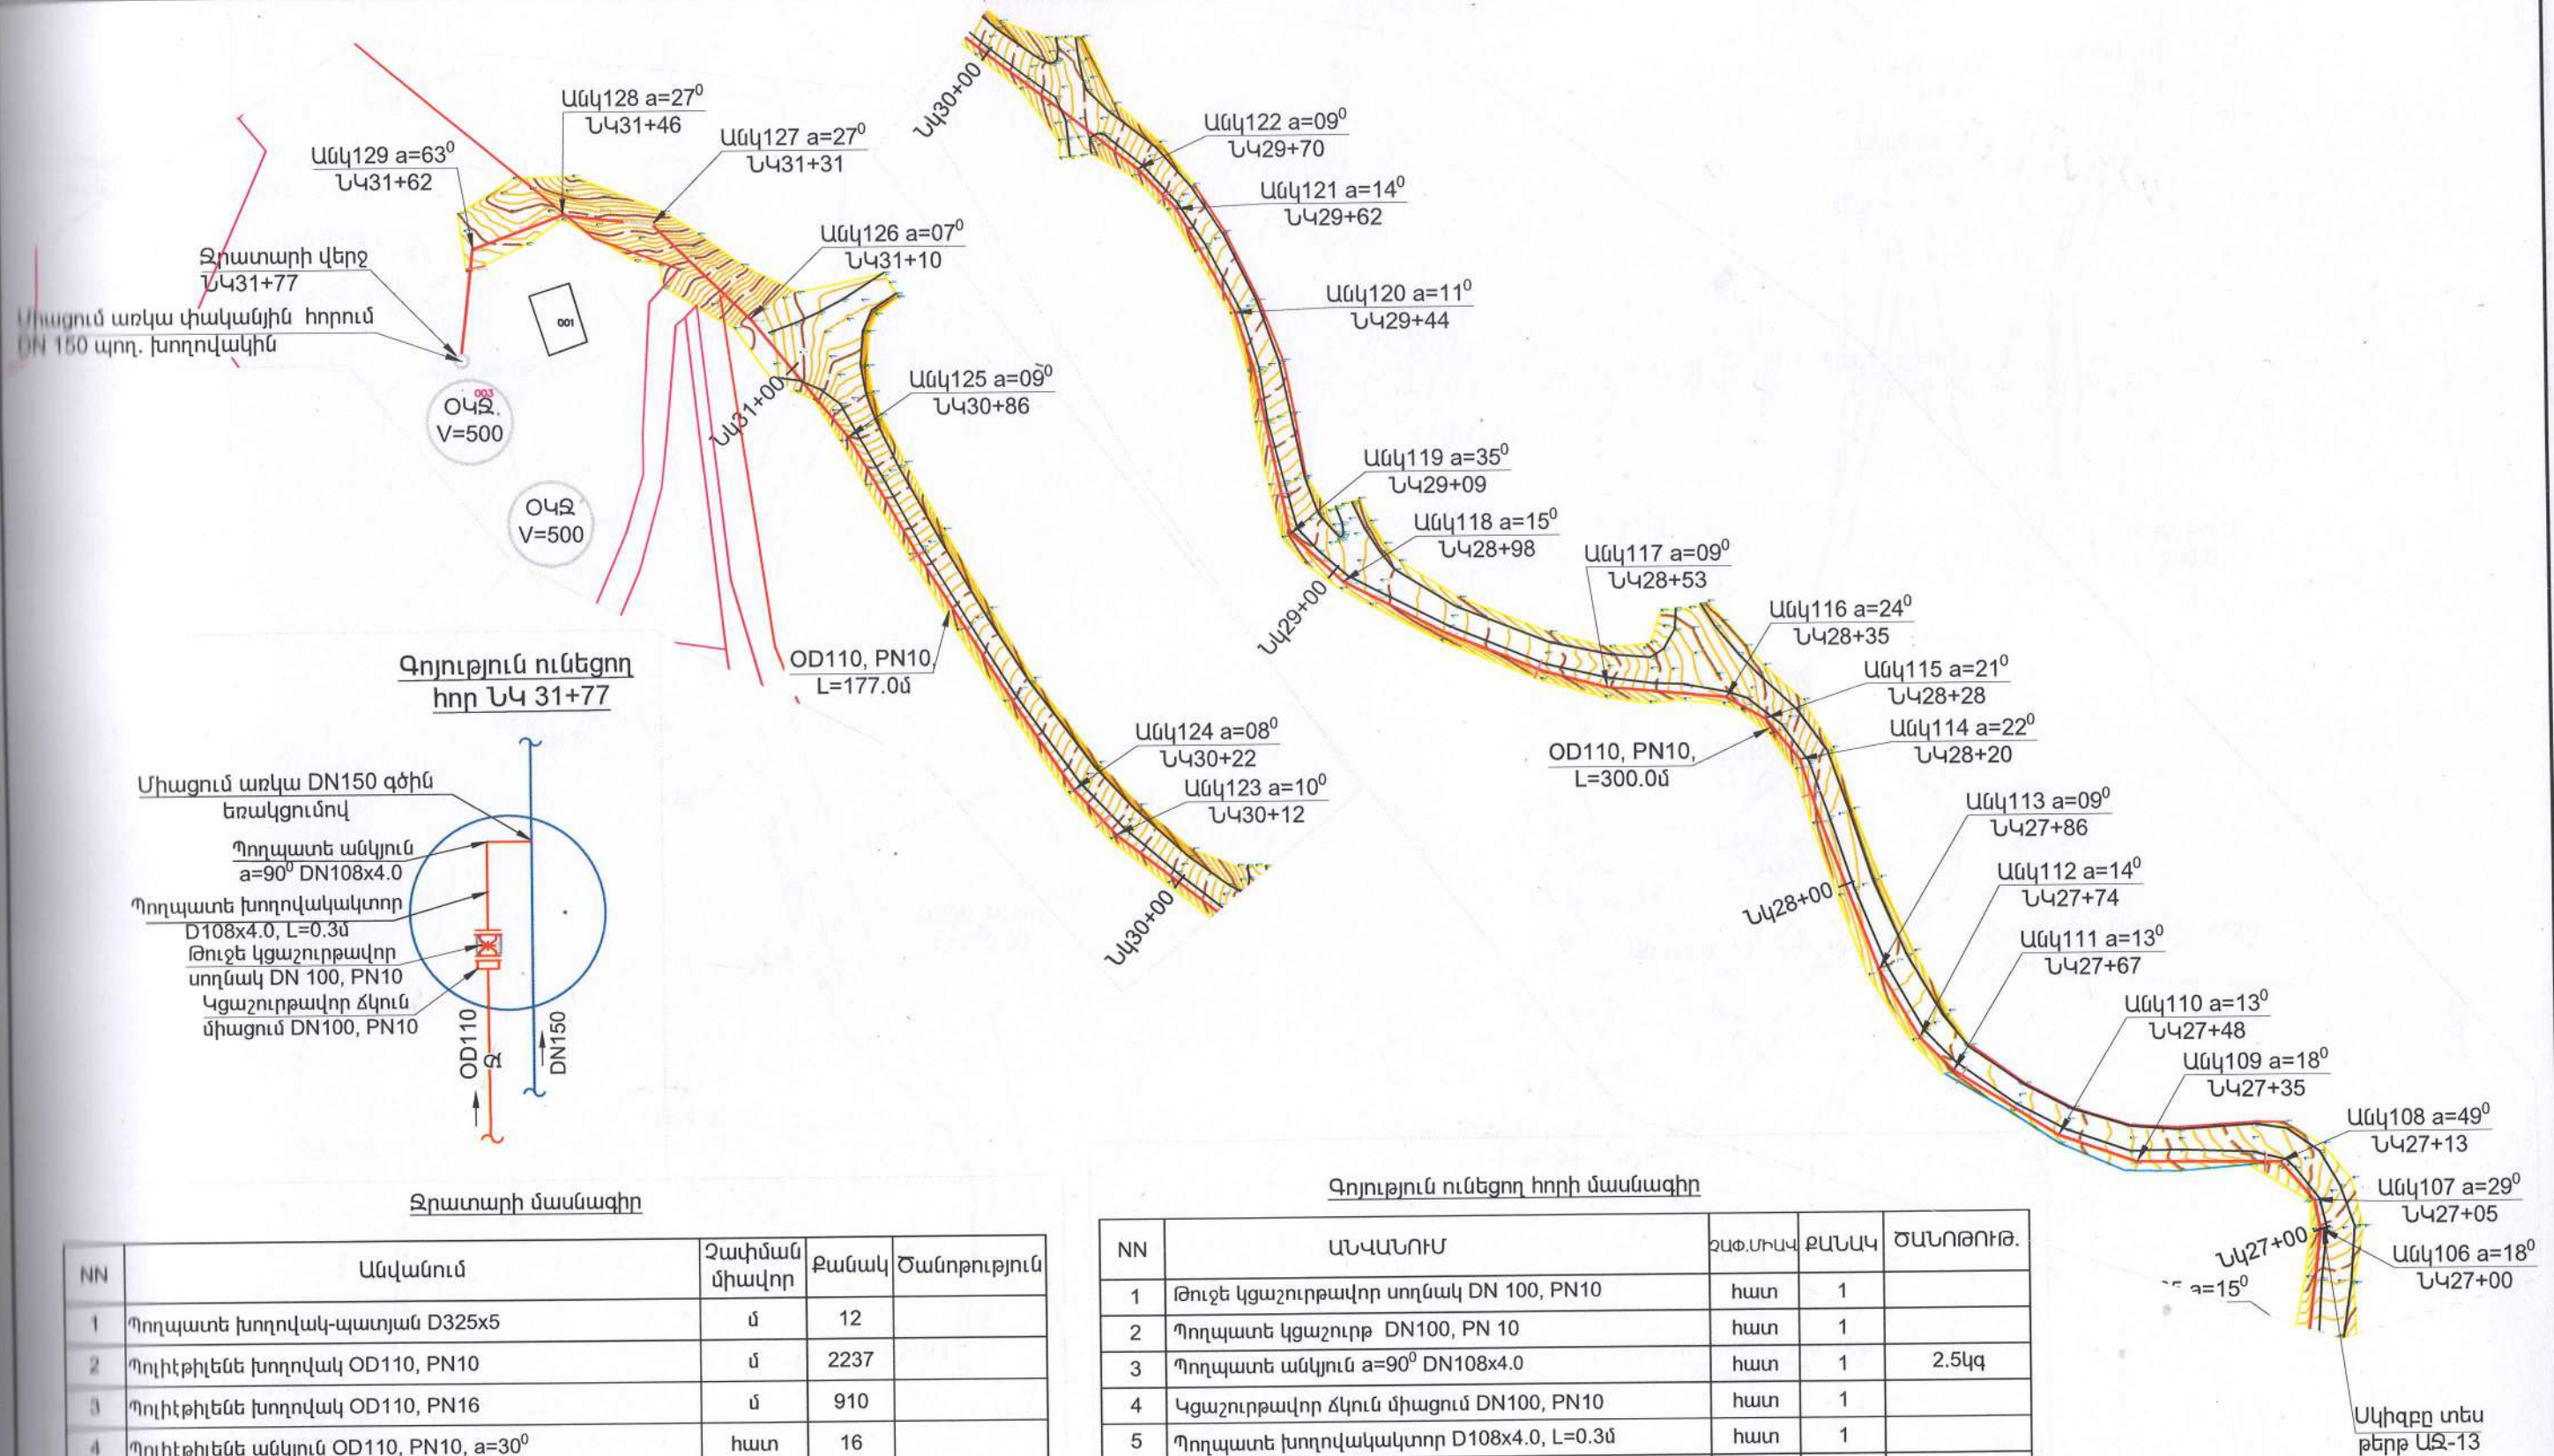 Նկ30+00
Անկ128 a=27⁰
ՆԿ31+46
Անկ127 a=27⁰
ՆԿ31+31
Անկ129 a=63⁰
ՆԿ31+62
Անկ126 a=07⁰
ՆԿ31+10
Ջրատարի վերջ
ՆԿ31+77
Միացում առկա փականյին հորում
DN 150 պող. խողովակին
001
003
ՕԿՋ.
V=500
ՕԿՋ
V=500
Նկ31+00
Անկ125 a=09⁰
ՆԿ30+86
OD110, PN10,
L=177.0մ
Անկ124 a=08⁰
ՆԿ30+22
Անկ123 a=10⁰
ՆԿ30+12
Նկ30+00
Անկ122 a=09⁰
ՆԿ29+70
Անկ121 a=14⁰
ՆԿ29+62
Անկ120 a=11⁰
ՆԿ29+44
Անկ119 a=35⁰
ՆԿ29+09
Անկ118 a=15⁰
ՆԿ28+98
Նկ29+00
Անկ117 a=09⁰
ՆԿ28+53
Անկ116 a=24⁰
ՆԿ28+35
Անկ115 a=21⁰
ՆԿ28+28
Անկ114 a=22⁰
ՆԿ28+20
OD110, PN10,
L=300.0մ
Անկ113 a=09⁰
ՆԿ27+86
Նկ28+00
Անկ112 a=14⁰
ՆԿ27+74
Անկ111 a=13⁰
ՆԿ27+67
Անկ110 a=13⁰
ՆԿ27+48
Անկ109 a=18⁰
ՆԿ27+35
Անկ108 a=49⁰
ՆԿ27+13
Անկ107 a=29⁰
ՆԿ27+05
Նկ27+00
Անկ106 a=18⁰
ՆԿ27+00
a=15⁰
Սկիզբը տես
թերթ ԱՋ-13
Գոյություն ունեցող
հոր ՆԿ 31+77
Միացում առկա DN150 գծին
եռակցումով
Պողպատե անկյուն
a=90⁰ DN108x4.0
Պողպատե խողովակակտոր
D108x4.0, L=0.3մ
Թուջե կցաշուրթավոր
սողնակ DN 100, PN10
Կցաշուրթավոր ճկուն
միացում DN100, PN10
OD110
DN150
Ջրատարի մասնագիր
NN Անվանում Չափման միավոր Քանակ Ծանոթություն
1 Պողպատե խողովակ-պատյան D325x5 մ 12
2 Պոլիէթիլենե խողովակ OD110, PN10 մ 2237
3 Պոլիէթիլենե խողովակ OD110, PN16 մ 910
4 Պոլիէթիլենե անկյուն OD110, PN10, a=30⁰ հատ 16
Գոյություն ունեցող հորի մասնագիր
NN ԱՆՎԱՆՈՒՄ ՉԱՓ.ՄԻԱՎ ՔԱՆԱԿ ԾԱՆՈԹՈՒԹ.
1 Թուջե կցաշուրթավոր սողնակ DN 100, PN10 հատ 1
2 Պողպատե կցաշուրթ DN100, PN 10 հատ 1
3 Պողպատե անկյուն a=90⁰ DN108x4.0 հատ 1 2.5կգ
4 Կցաշուրթավոր ճկուն միացում DN100, PN10 հատ 1
5 Պողպատե խողովակակտոր D108x4.0, L=0.3մ հատ 1